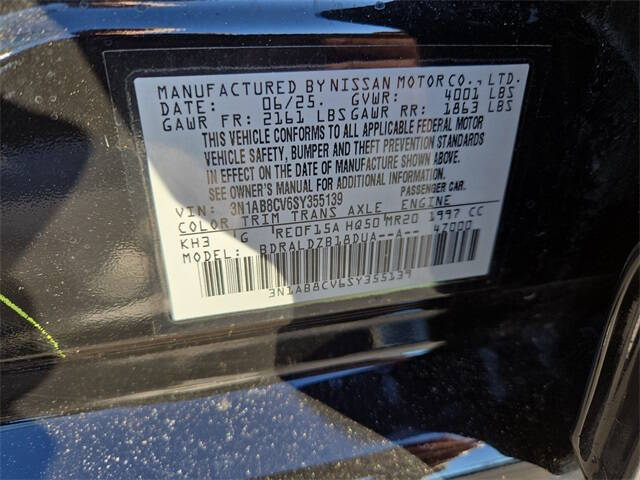 MANUFACTURED BY NISSAN MOTOR CO., LTD.
DATE: 06/25. GVWR: 4001 LBS
GAWR FR: 2161 LBS GAWR RR: 1863 LBS
THIS VEHICLE CONFORMS TO ALL APPLICABLE FEDERAL MOTOR
VEHICLE SAFETY, BUMPER AND THEFT PREVENTION STANDARDS
IN EFFECT ON THE DATE OF MANUFACTURE SHOWN ABOVE.
SEE OWNER'S MANUAL FOR ADDITIONAL INFORMATION
VIN: 3N1AB8CV6SY355139 PASSENGER CAR.
COLOR TRIM TRANS AXLE ENGINE
KH3 G RE0F15A HQ50 MR20 1997 CC
MODEL: BDRALDZB18DUA--A-- 47000
3N1AB8CV6SY355139